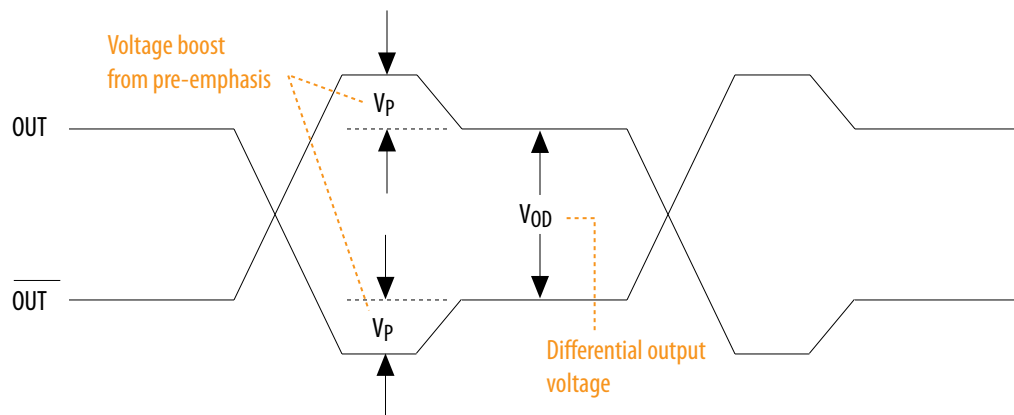 Voltage boost
from pre-emphasis
VP
OUT
VOD
OUT
VP
Differential output
voltage